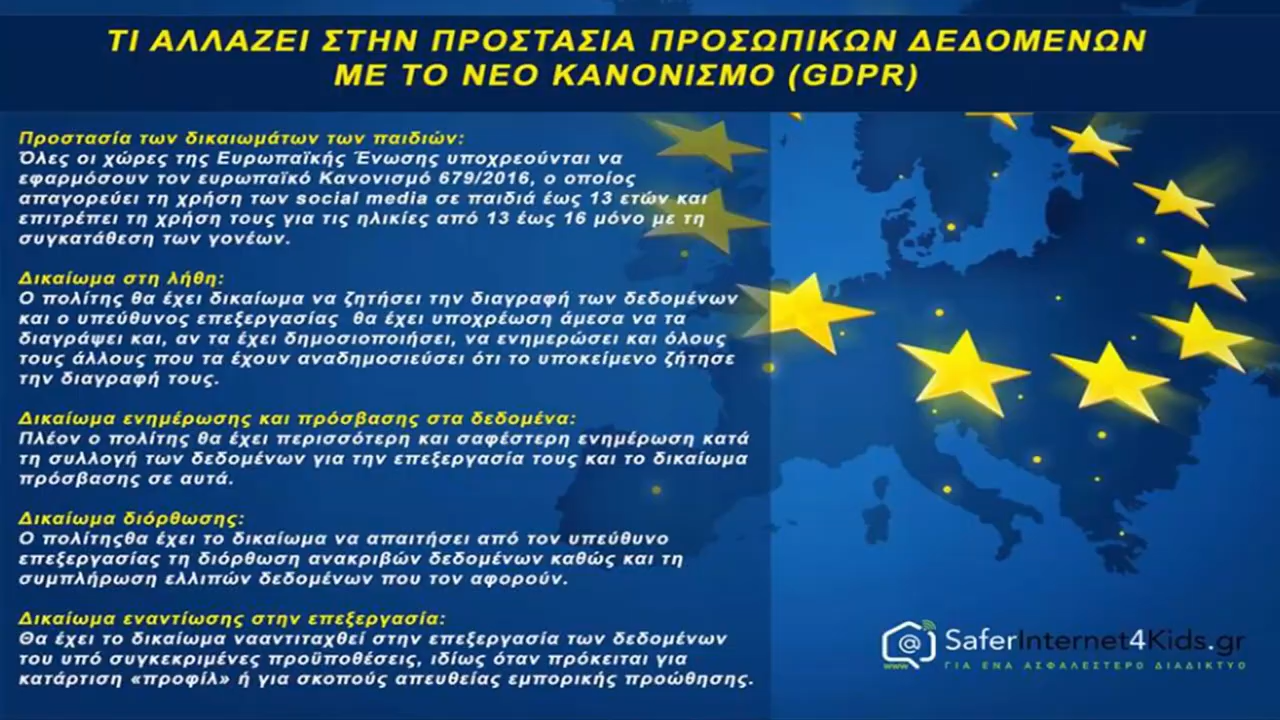 ΤΙ ΑΛΛΑΖΕΙ ΣΤΗΝ ΠΡΟΣΤΑΣΙΑ ΠΡΟΣΩΠΙΚΩΝ ΔΕΔΟΜΕΝΩΝ
ΜΕ ΤΟ ΝΕΟ ΚΑΝΟΝΙΣΜΟ (GDPR)
Προστασία των δικαιωμάτων των παιδιών:
Όλες οι χώρες της Ευρωπαϊκής Ένωσης υποχρεούνται να
εφαρμόσουν τον ευρωπαϊκό Κανονισμό 679/2016, ο οποίος
απαγορεύει τη χρήση των social media σε παιδιά έως 13 ετών και
επιτρέπει τη χρήση τους για τις ηλικίες από 13 έως 16 μόνο με τη
συγκατάθεση των γονέων.
Δικαίωμα στη λήθη:
Ο πολίτης θα έχει δικαίωμα να ζητήσει την διαγραφή των δεδομένων
και ο υπεύθυνος επεξεργασίας θα έχει υποχρέωση άμεσα να τα
διαγράψει και, αν τα έχει δημοσιοποιήσει, να ενημερώσει και όλους
τους άλλους που τα έχουν αναδημοσιεύσει ότι το υποκείμενο ζήτησε
την διαγραφή τους.
Δικαίωμα ενημέρωσης και πρόσβασης στα δεδομένα:
Πλέον ο πολίτης θα έχει περισσότερη και σαφέστερη ενημέρωση κατά
τη συλλογή των δεδομένων για την επεξεργασία τους και το δικαίωμα
πρόσβασης σε αυτά.
Δικαίωμα διόρθωσης:
Ο πολίτηςθα έχει το δικαίωμα να απαιτήσει από τον υπεύθυνο
επεξεργασίας τη διόρθωση ανακριβών δεδομένων καθώς και τη
συμπλήρωση ελλιπών δεδομένων που τον αφορούν.
Δικαίωμα εναντίωσης στην επεξεργασία:
Θα έχει το δικαίωμα νααντιταχθεί στην επεξεργασία των δεδομένων
του υπό συγκεκριμένες προϋποθέσεις, ιδίως όταν πρόκειται για
κατάρτιση «προφίλ» ή για σκοπούς απευθείας εμπορικής προώθησης.
@ SaferInternet4Kids.gr
www ΓΙΑ ΕΝΑ ΑΣΦΑΛΕΣΤΕΡΟ ΔΙΑΔΙΚΤΥΟ